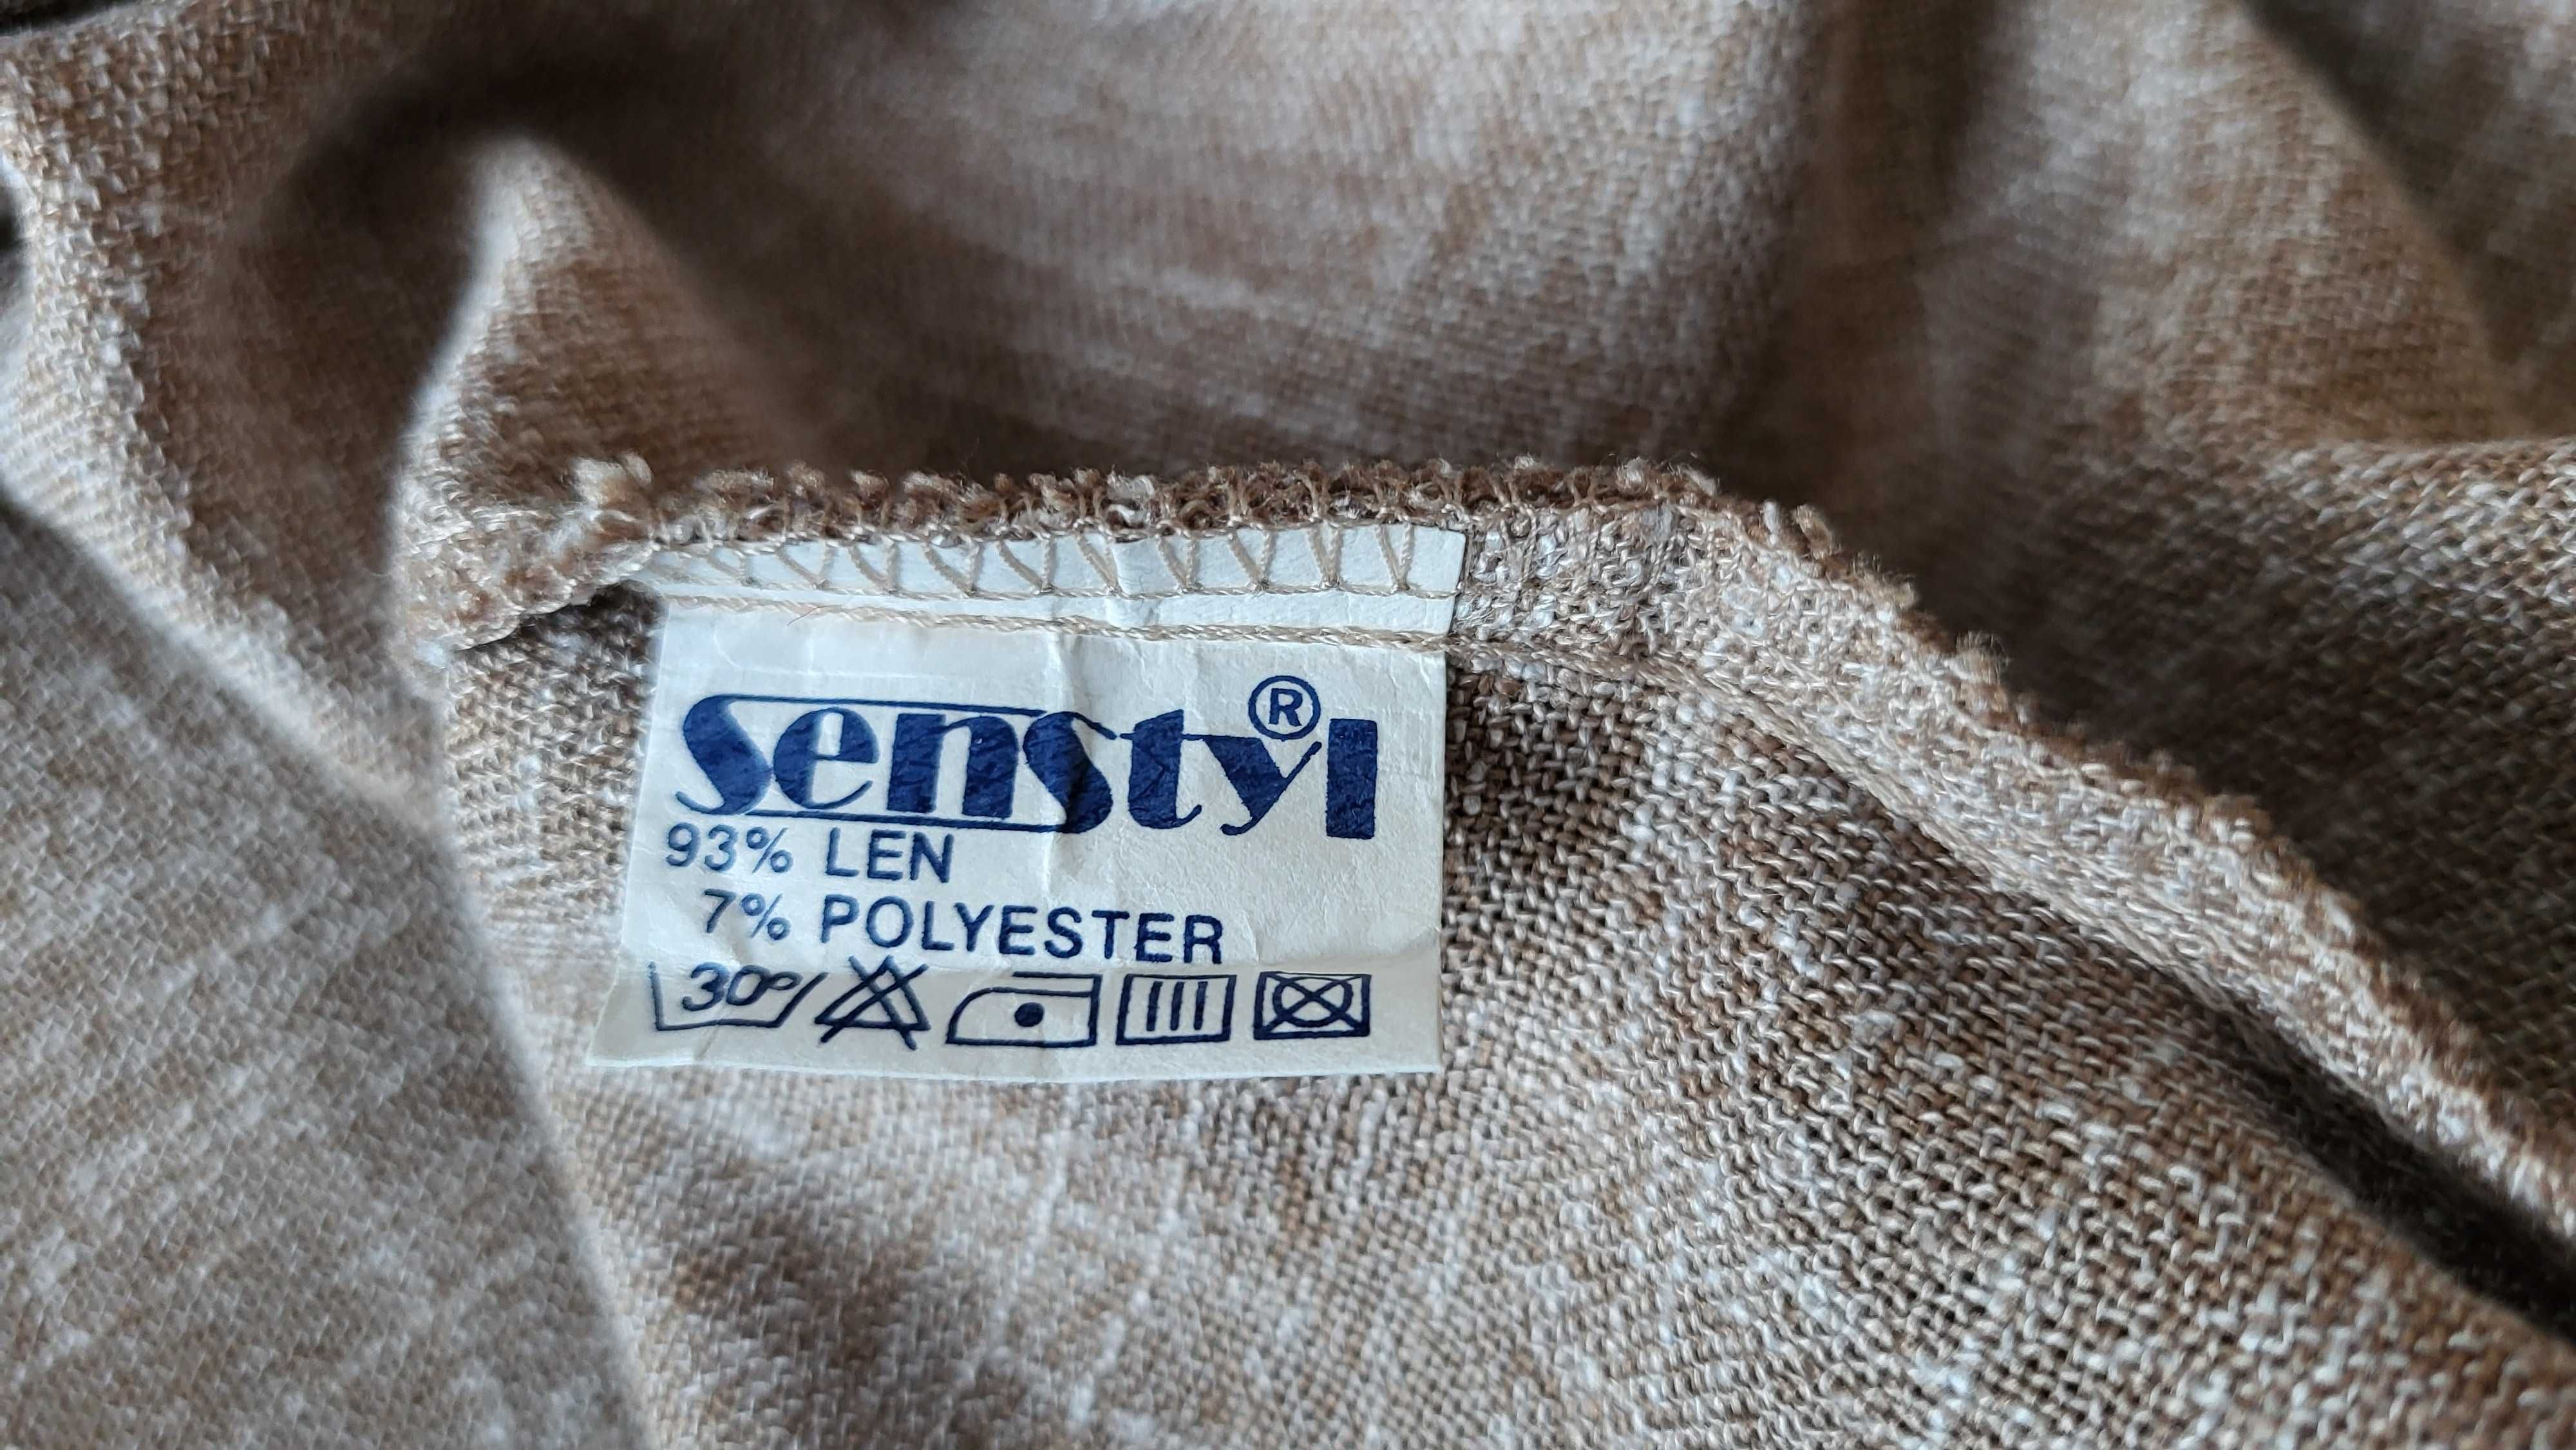 senstyl®
93% LEN
7% POLYESTER
30°